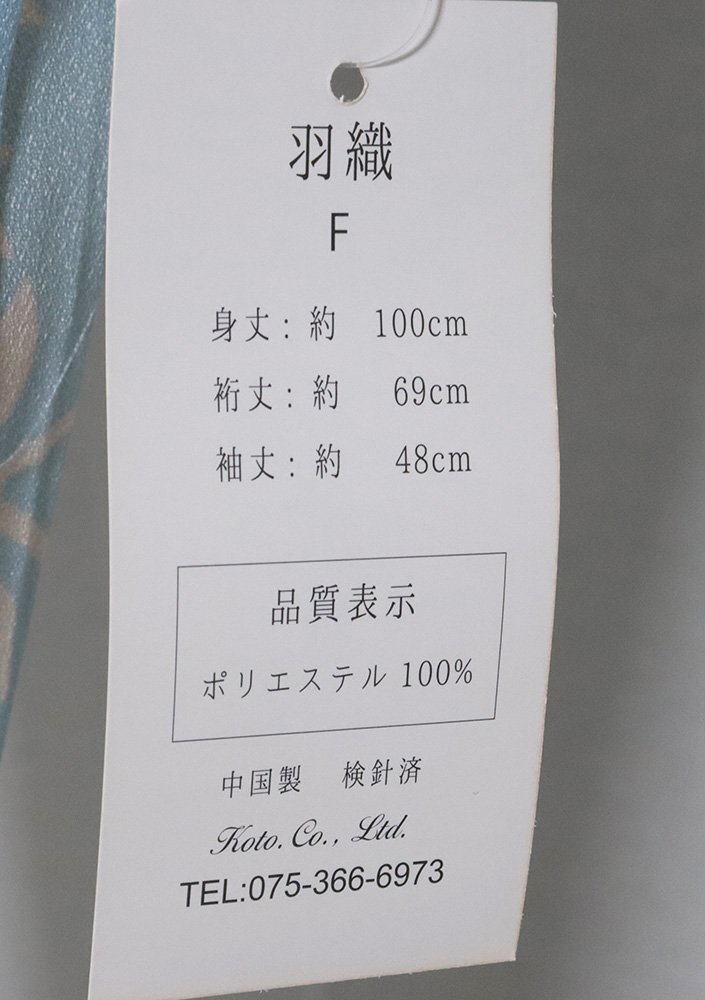 羽織
F
身丈：約　100cm
裄丈：約　69cm
袖丈：約　48cm
品質表示
ポリエステル 100%
中国製　検針済
Koto. Co., Ltd.
TEL:075-366-6973